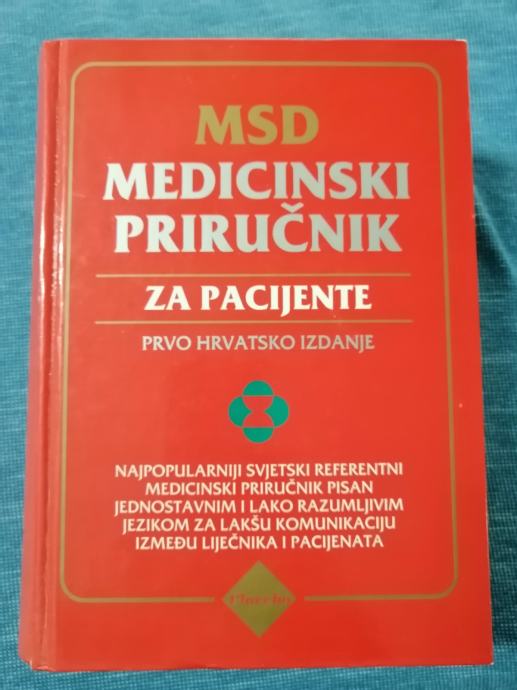 MSD
MEDICINSKI
PRIRUČNIK
ZA PACIJENTE
PRVO HRVATSKO IZDANJE
NAJPOPULARNIJI SVJETSKI REFERENTNI
MEDICINSKI PRIRUČNIK PISAN
JEDNOSTAVNIM I LAKO RAZUMLJIVIM
JEZIKOM ZA LAKŠU KOMUNIKACIJU
IZMEĐU LIJEČNIKA I PACIJENATA
Placebo